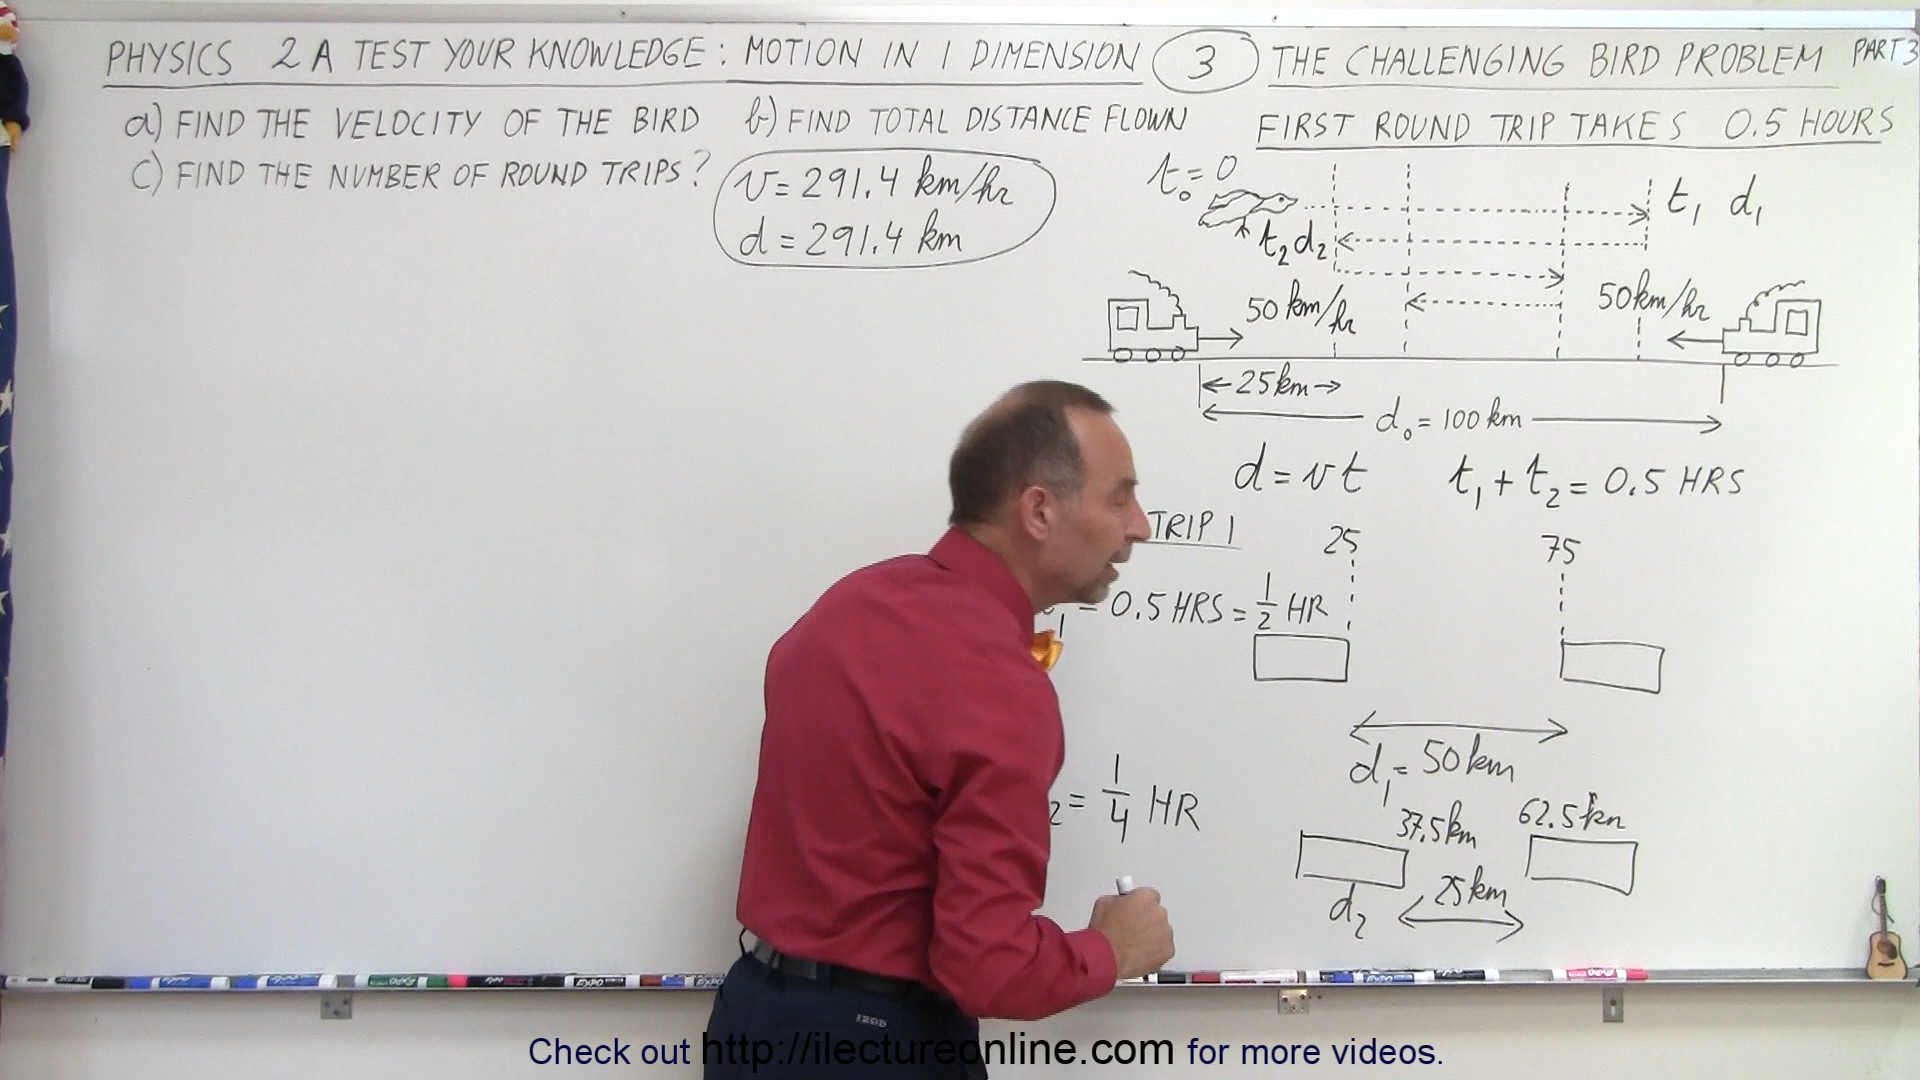 PHYSICS 2A TEST YOUR KNOWLEDGE: MOTION IN 1 DIMENSION 3 THE CHALLENGING BIRD PROBLEM PART 3
a) FIND THE VELOCITY OF THE BIRD b) FIND TOTAL DISTANCE FLOWN
c) FIND THE NUMBER OF ROUND TRIPS?
v = 291.4 km/hr
d = 291.4 km
FIRST ROUND TRIP TAKES 0.5 HOURS
t₀ = 0
t₁ d₁
t₂ d₂
50 km/hr 50 km/hr
25 km
d₀ = 100 km
d = vt t₁ + t₂ = 0.5 HRS
TRIP 1 25 75
0.5 HRS = 1/2 HR
d₁ = 50 km
₂ = 1/4 HR 37.5 km 62.5 km
d₂ 25 km
EXPO
EXPO
EXPO
Check out http://ilectureonline.com for more videos.